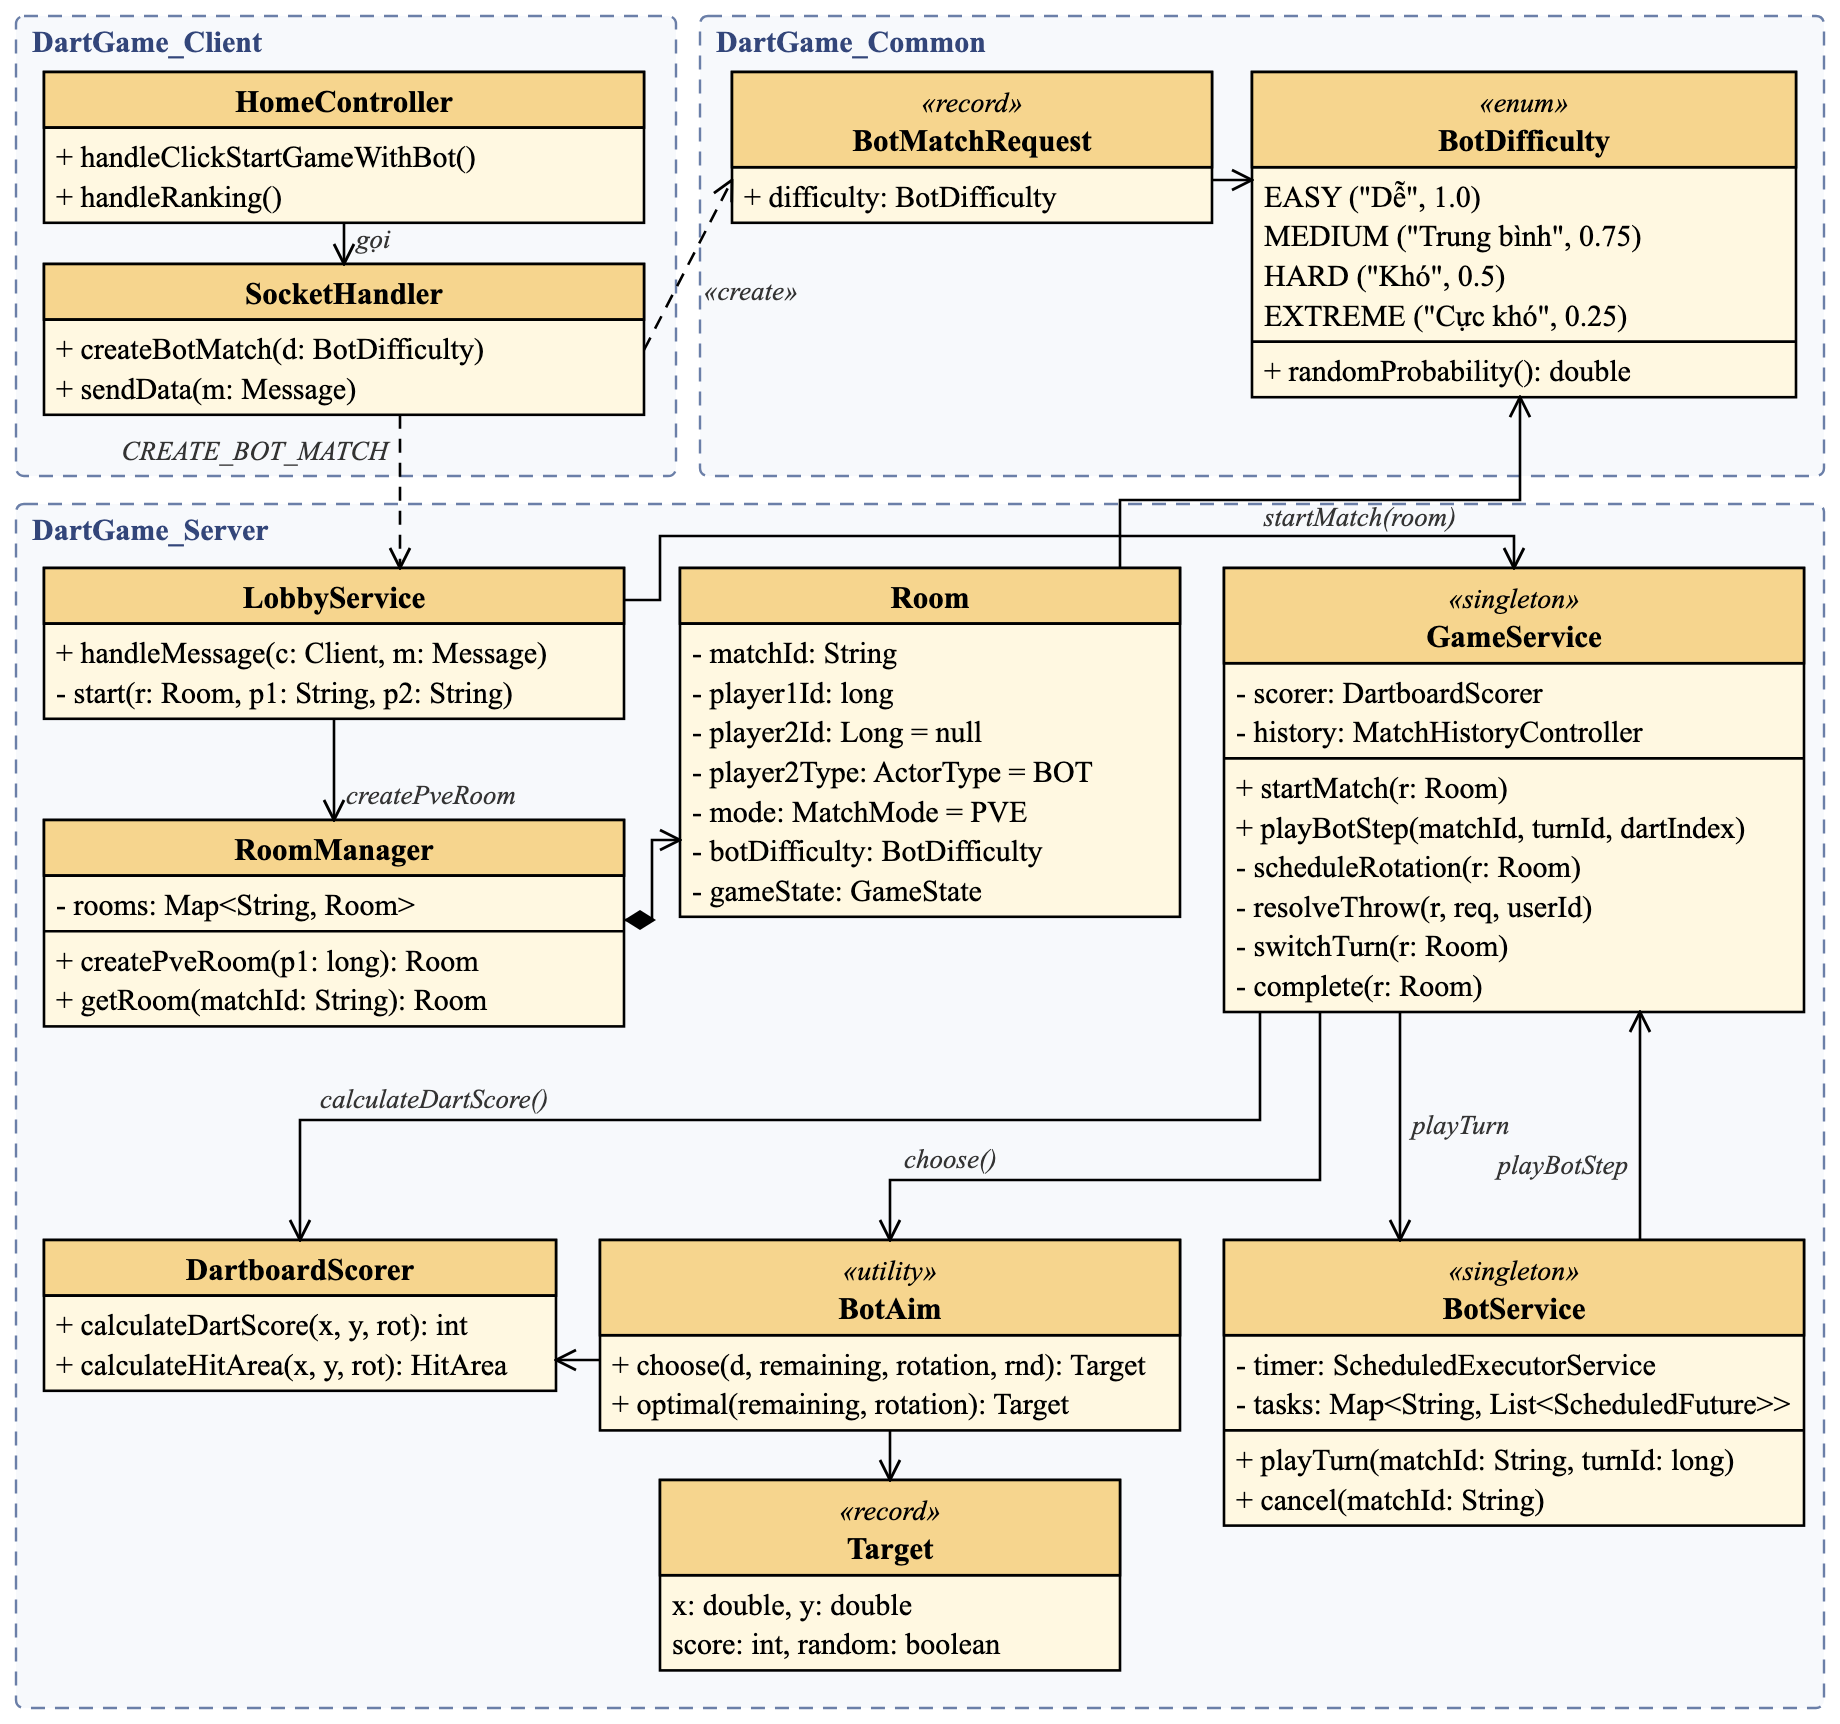 DartGame_Client
HomeController
+ handleClickStartGameWithBot()
+ handleRanking()
gọi
SocketHandler
+ createBotMatch(d: BotDifficulty)
+ sendData(m: Message)
CREATE_BOT_MATCH
DartGame_Common
«record»
BotMatchRequest
+ difficulty: BotDifficulty
«create»
«enum»
BotDifficulty
EASY ("Dễ", 1.0)
MEDIUM ("Trung bình", 0.75)
HARD ("Khó", 0.5)
EXTREME ("Cực khó", 0.25)
+ randomProbability(): double
DartGame_Server
startMatch(room)
LobbyService
+ handleMessage(c: Client, m: Message)
- start(r: Room, p1: String, p2: String)
createPveRoom
RoomManager
- rooms: Map<String, Room>
+ createPveRoom(p1: long): Room
+ getRoom(matchId: String): Room
Room
- matchId: String
- player1Id: long
- player2Id: Long = null
- player2Type: ActorType = BOT
- mode: MatchMode = PVE
- botDifficulty: BotDifficulty
- gameState: GameState
«singleton»
GameService
- scorer: DartboardScorer
- history: MatchHistoryController
+ startMatch(r: Room)
+ playBotStep(matchId, turnId, dartIndex)
- scheduleRotation(r: Room)
- resolveThrow(r, req, userId)
- switchTurn(r: Room)
- complete(r: Room)
calculateDartScore()
choose()
playTurn
playBotStep
DartboardScorer
+ calculateDartScore(x, y, rot): int
+ calculateHitArea(x, y, rot): HitArea
«utility»
BotAim
+ choose(d, remaining, rotation, rnd): Target
+ optimal(remaining, rotation): Target
«singleton»
BotService
- timer: ScheduledExecutorService
- tasks: Map<String, List<ScheduledFuture>>
+ playTurn(matchId: String, turnId: long)
+ cancel(matchId: String)
«record»
Target
x: double, y: double
score: int, random: boolean